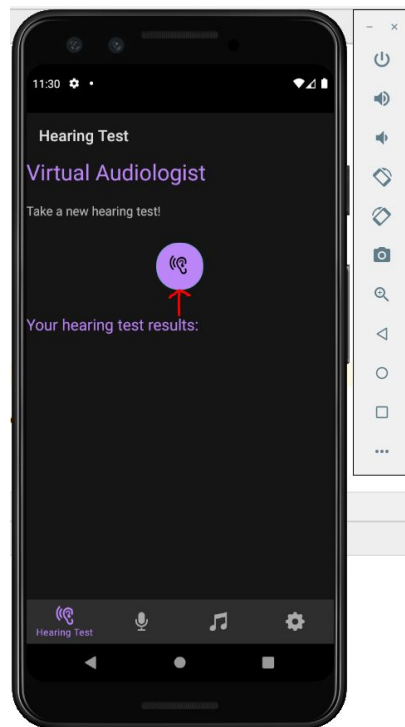 11:30
Hearing Test
Virtual Audiologist
Take a new hearing test!
Your hearing test results:
Hearing Test